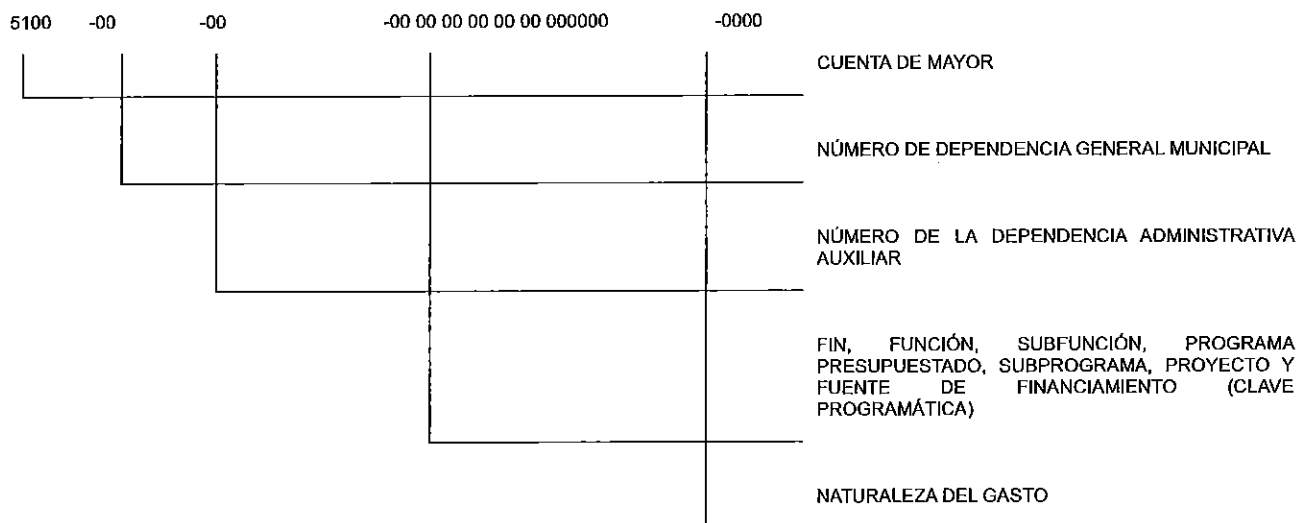 5100 -00 -00 -00 00 00 00 00 00 000000 -0000
CUENTA DE MAYOR
NÚMERO DE DEPENDENCIA GENERAL MUNICIPAL
NÚMERO DE LA DEPENDENCIA ADMINISTRATIVA
AUXILIAR
FIN, FUNCIÓN, SUBFUNCIÓN, PROGRAMA
PRESUPUESTADO, SUBPROGRAMA, PROYECTO Y
FUENTE DE FINANCIAMIENTO (CLAVE
PROGRAMÁTICA)
NATURALEZA DEL GASTO